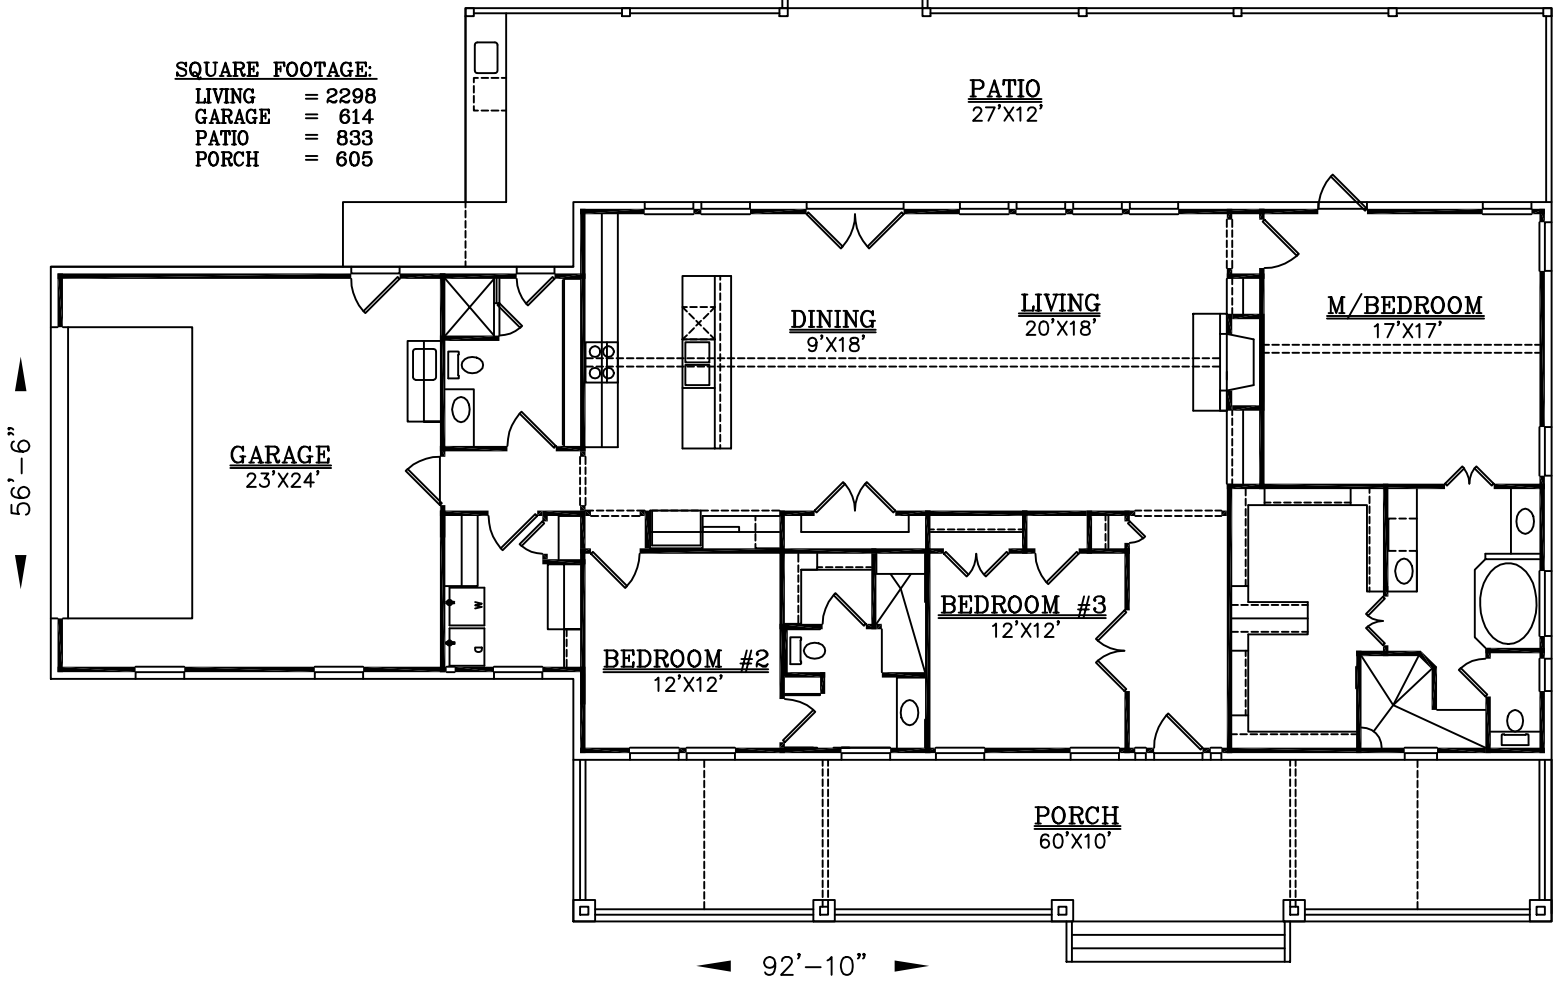 SQUARE FOOTAGE:
LIVING = 2298
GARAGE = 614
PATIO = 833
PORCH = 605
PATIO
27'X12'
LIVING
20'X18'
DINING
9'X18'
M/BEDROOM
17'X17'
GARAGE
23'X24'
56'-6"
W
D
BEDROOM #3
12'X12'
BEDROOM #2
12'X12'
PORCH
60'X10'
92'-10"